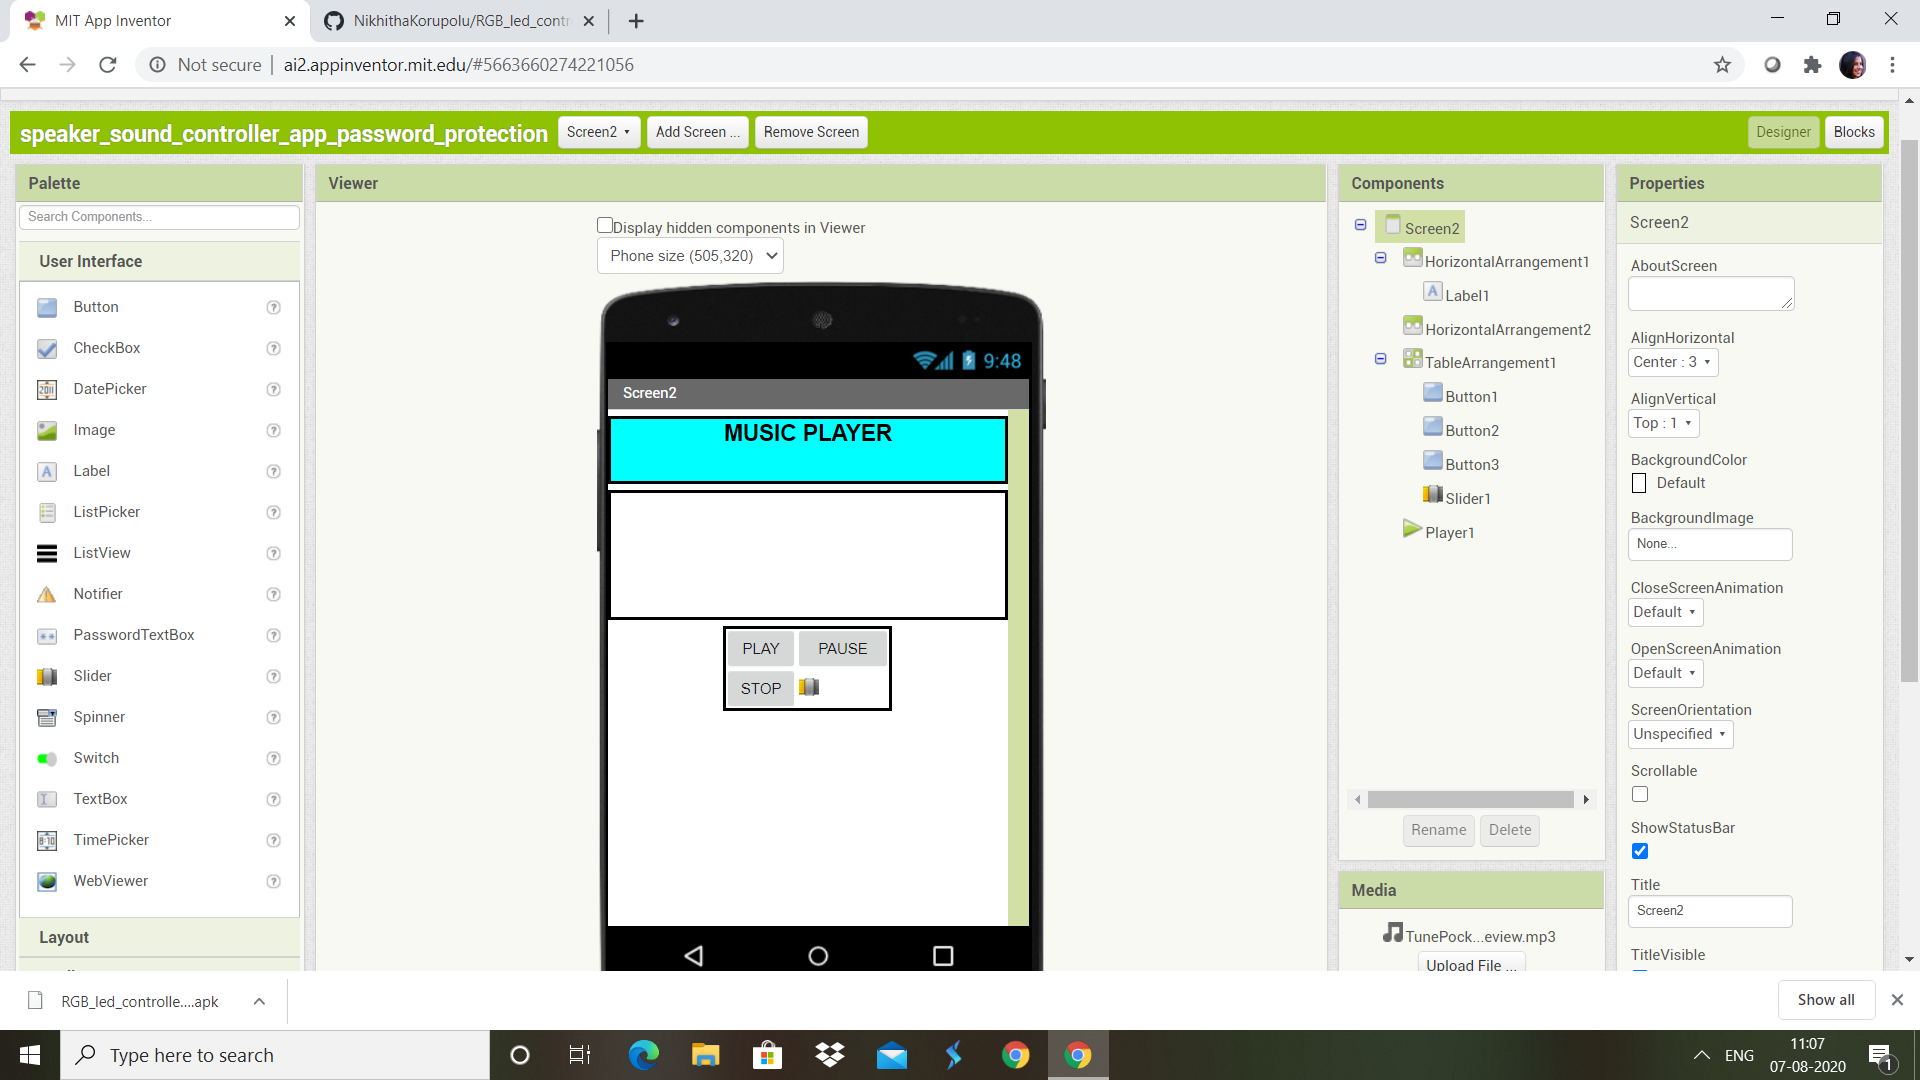 MIT App Inventor
NikhithaKorupolu/RGB_led_contr
Not secure
ai2.appinventor.mit.edu/#5663660274221056
speaker_sound_controller_app_password_protection
Screen2
Add Screen ...
Remove Screen
Designer
Blocks
Palette
Search Components...
User Interface
Button
?
CheckBox
?
DatePicker
?
Image
?
Label
?
ListPicker
?
ListView
?
Notifier
?
PasswordTextBox
?
Slider
?
Spinner
?
Switch
?
TextBox
?
TimePicker
?
WebViewer
?
Layout
Viewer
Display hidden components in Viewer
Phone size (505,320)
9:48
Screen2
MUSIC PLAYER
PLAY
PAUSE
STOP
Components
Screen2
HorizontalArrangement1
Label1
HorizontalArrangement2
TableArrangement1
Button1
Button2
Button3
Slider1
Player1
Rename
Delete
Media
TunePock...eview.mp3
Upload File ...
Properties
Screen2
AboutScreen
AlignHorizontal
Center : 3
AlignVertical
Top : 1
BackgroundColor
Default
BackgroundImage
None...
CloseScreenAnimation
Default
OpenScreenAnimation
Default
ScreenOrientation
Unspecified
Scrollable
ShowStatusBar
Title
Screen2
TitleVisible
RGB_led_controlle....apk
Show all
Type here to search
ENG
11:07
07-08-2020
1